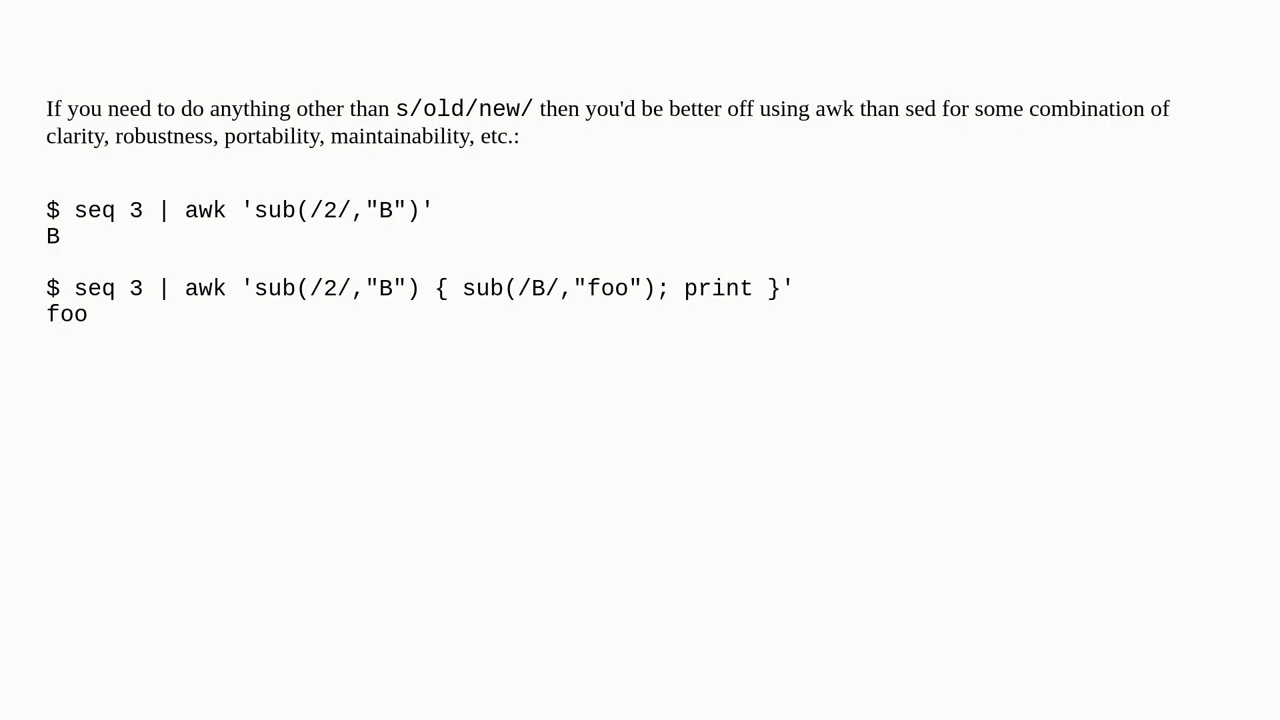 If you need to do anything other than s/old/new/ then you'd be better off using awk than sed for some combination of
clarity, robustness, portability, maintainability, etc.:
$ seq 3 | awk 'sub(/2/,"B")'
B
$ seq 3 | awk 'sub(/2/,"B") { sub(/B/,"foo"); print }'
foo